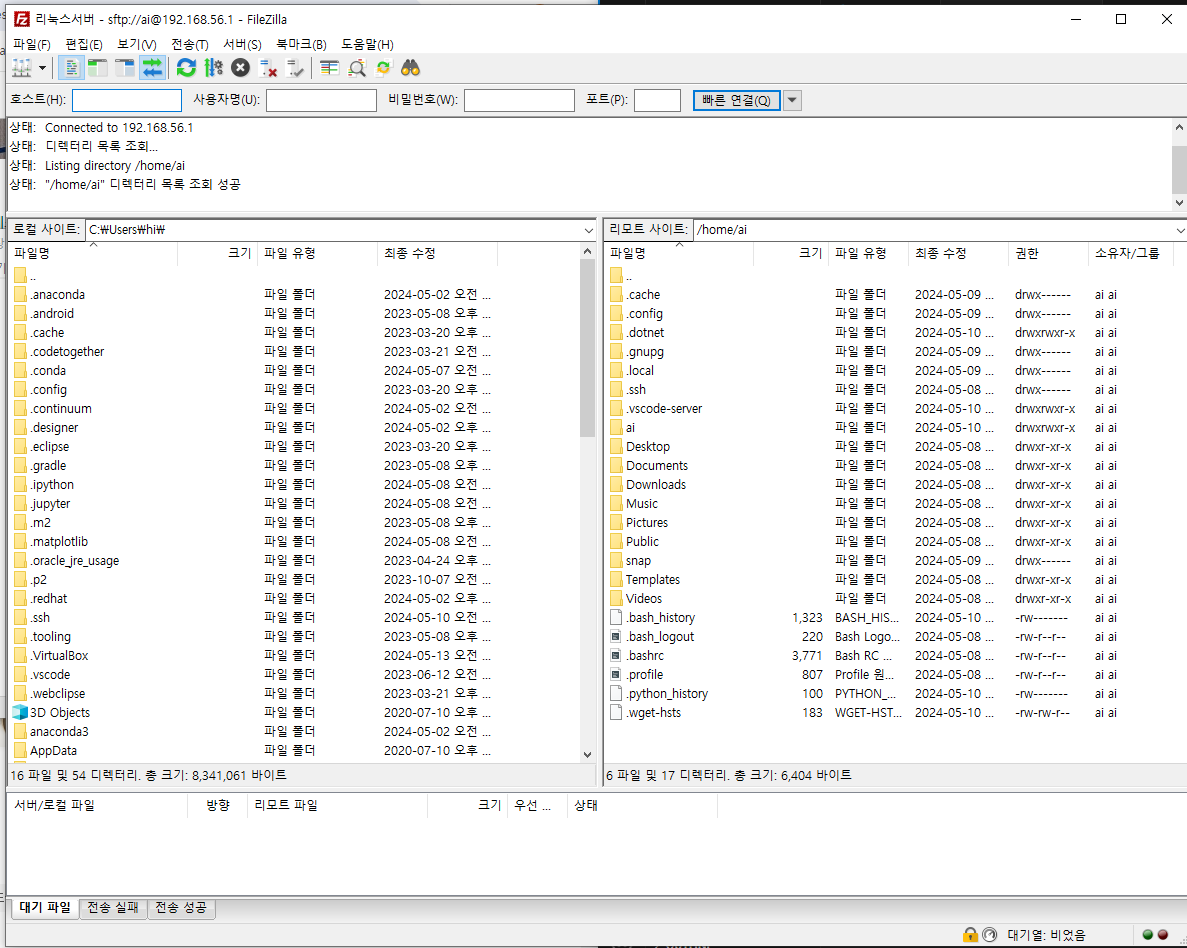 리눅스서버 - sftp://ai@192.168.56.1 - FileZilla
파일(F) 편집(E) 보기(V) 전송(T) 서버(S) 북마크(B) 도움말(H)
호스트(H): 사용자명(U): 비밀번호(W): 포트(P): 빠른 연결(Q)
상태: Connected to 192.168.56.1
상태: 디렉터리 목록 조회...
상태: Listing directory /home/ai
상태: "/home/ai" 디렉터리 목록 조회 성공
로컬 사이트: C:₩Users₩hi₩
파일명 크기 파일 유형 최종 수정
..
.anaconda 파일 폴더 2024-05-02 오전 ...
.android 파일 폴더 2023-05-08 오후 ...
.cache 파일 폴더 2023-03-20 오후 ...
.codetogether 파일 폴더 2023-03-21 오전 ...
.conda 파일 폴더 2024-05-07 오전 ...
.config 파일 폴더 2023-03-20 오후 ...
.continuum 파일 폴더 2024-05-02 오전 ...
.designer 파일 폴더 2024-05-02 오후 ...
.eclipse 파일 폴더 2023-03-20 오후 ...
.gradle 파일 폴더 2023-05-08 오후 ...
.ipython 파일 폴더 2024-05-08 오전 ...
.jupyter 파일 폴더 2024-05-08 오전 ...
.m2 파일 폴더 2023-05-08 오후 ...
.matplotlib 파일 폴더 2024-05-08 오전 ...
.oracle_jre_usage 파일 폴더 2023-04-24 오후 ...
.p2 파일 폴더 2023-10-07 오전 ...
.redhat 파일 폴더 2024-05-02 오후 ...
.ssh 파일 폴더 2024-05-10 오전 ...
.tooling 파일 폴더 2023-05-08 오후 ...
.VirtualBox 파일 폴더 2024-05-13 오전 ...
.vscode 파일 폴더 2023-06-12 오전 ...
.webclipse 파일 폴더 2023-03-21 오후 ...
3D Objects 파일 폴더 2020-07-10 오후 ...
anaconda3 파일 폴더 2024-05-02 오전 ...
AppData 파일 폴더 2020-07-10 오후 ...
16 파일 및 54 디렉터리. 총 크기: 8,341,061 바이트
리모트 사이트: /home/ai
파일명 크기 파일 유형 최종 수정 권한 소유자/그룹
..
.cache 파일 폴더 2024-05-09 ... drwx------ ai ai
.config 파일 폴더 2024-05-09 ... drwx------ ai ai
.dotnet 파일 폴더 2024-05-10 ... drwxrwxr-x ai ai
.gnupg 파일 폴더 2024-05-09 ... drwx------ ai ai
.local 파일 폴더 2024-05-09 ... drwx------ ai ai
.ssh 파일 폴더 2024-05-08 ... drwx------ ai ai
.vscode-server 파일 폴더 2024-05-10 ... drwxrwxr-x ai ai
ai 파일 폴더 2024-05-10 ... drwxrwxr-x ai ai
Desktop 파일 폴더 2024-05-08 ... drwxr-xr-x ai ai
Documents 파일 폴더 2024-05-08 ... drwxr-xr-x ai ai
Downloads 파일 폴더 2024-05-08 ... drwxr-xr-x ai ai
Music 파일 폴더 2024-05-08 ... drwxr-xr-x ai ai
Pictures 파일 폴더 2024-05-08 ... drwxr-xr-x ai ai
Public 파일 폴더 2024-05-08 ... drwxr-xr-x ai ai
snap 파일 폴더 2024-05-09 ... drwx------ ai ai
Templates 파일 폴더 2024-05-08 ... drwxr-xr-x ai ai
Videos 파일 폴더 2024-05-08 ... drwxr-xr-x ai ai
.bash_history 1,323 BASH_HIS... 2024-05-10 ... -rw------- ai ai
.bash_logout 220 Bash Logo... 2024-05-08 ... -rw-r--r-- ai ai
.bashrc 3,771 Bash RC ... 2024-05-08 ... -rw-r--r-- ai ai
.profile 807 Profile 원... 2024-05-08 ... -rw-r--r-- ai ai
.python_history 100 PYTHON_... 2024-05-10 ... -rw------- ai ai
.wget-hsts 183 WGET-HST... 2024-05-10 ... -rw-rw-r-- ai ai
6 파일 및 17 디렉터리. 총 크기: 6,404 바이트
서버/로컬 파일 방향 리모트 파일 크기 우선 ... 상태
대기 파일 전송 실패 전송 성공
대기열: 비었음